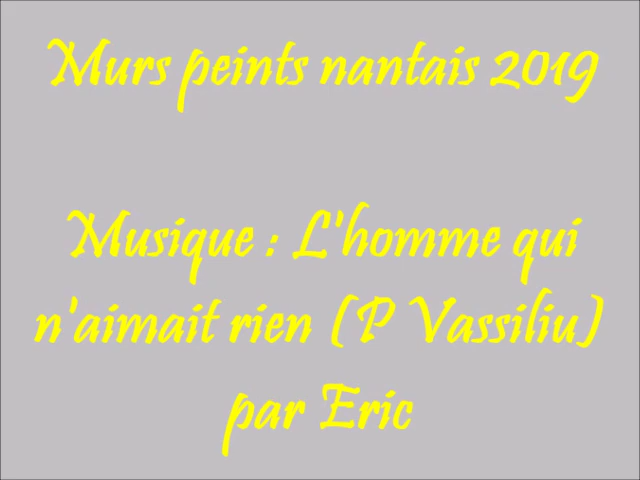 Murs peints nantais 2019
Musique : L'homme qui
n'aimait rien (P Vassiliu)
par Eric